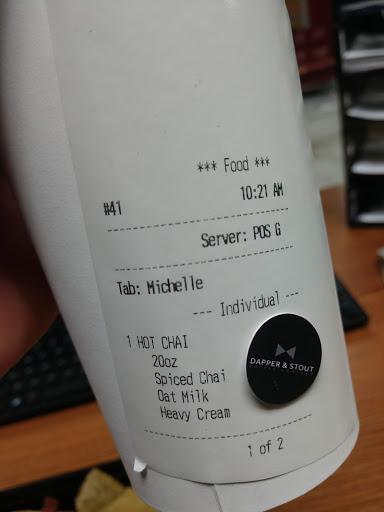 *** Food ***
#41 10:21 AM
Server: POS G
Tab: Michelle
--- Individual ---
1 HOT CHAI
20oz
Spiced Chai
Oat Milk
Heavy Cream
DAPPER & STOUT
1 of 2